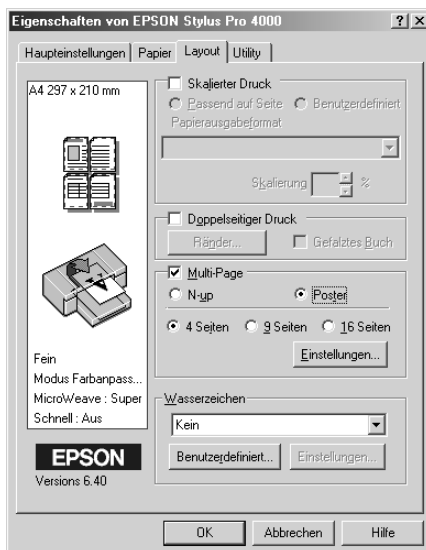 Eigenschaften von EPSON Stylus Pro 4000
Haupteinstellungen Papier Layout Utility
A4 297 x 210 mm
Skalierter Druck
Passend auf Seite Benutzerdefiniert
Papierausgabeformat
Skalierung %
Doppelseitiger Druck
Ränder... Gefalztes Buch
Multi-Page
N-up Poster
4 Seiten 9 Seiten 16 Seiten
Einstellungen...
Fein
Modus Farbanpass...
MicroWeave : Super
Schnell : Aus
Wasserzeichen
Kein
Benutzerdefiniert... Einstellungen...
EPSON
Versions 6.40
OK Abbrechen Hilfe